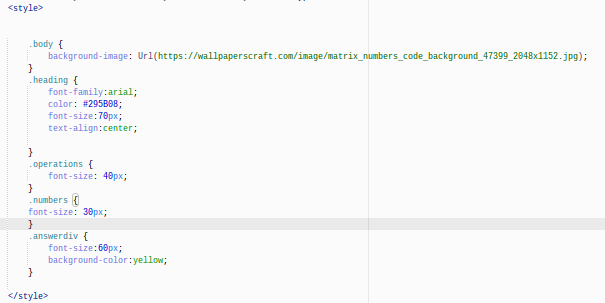 <style>
.body {
background-image: Url(https://wallpaperscraft.com/image/matrix_numbers_code_background_47399_2048x1152.jpg);
}
.heading {
font-family:arial;
color: #295B08;
font-size:70px;
text-align:center;
}
.operations {
font-size: 40px;
}
.numbers {
font-size: 30px;
}
.answerdiv {
font-size:60px;
background-color:yellow;
}
</style>